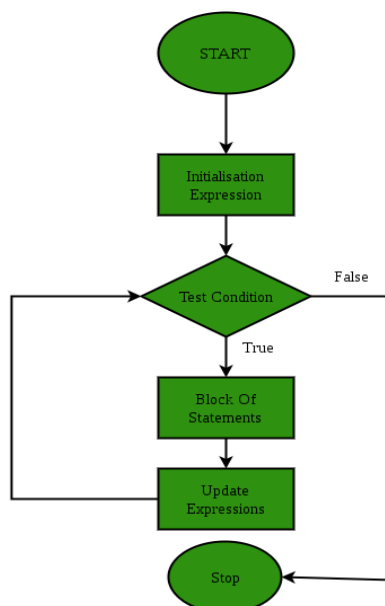 START
Initialisation
Expression
Test Condition
False
True
Block Of
Statements
Update
Expressions
Stop